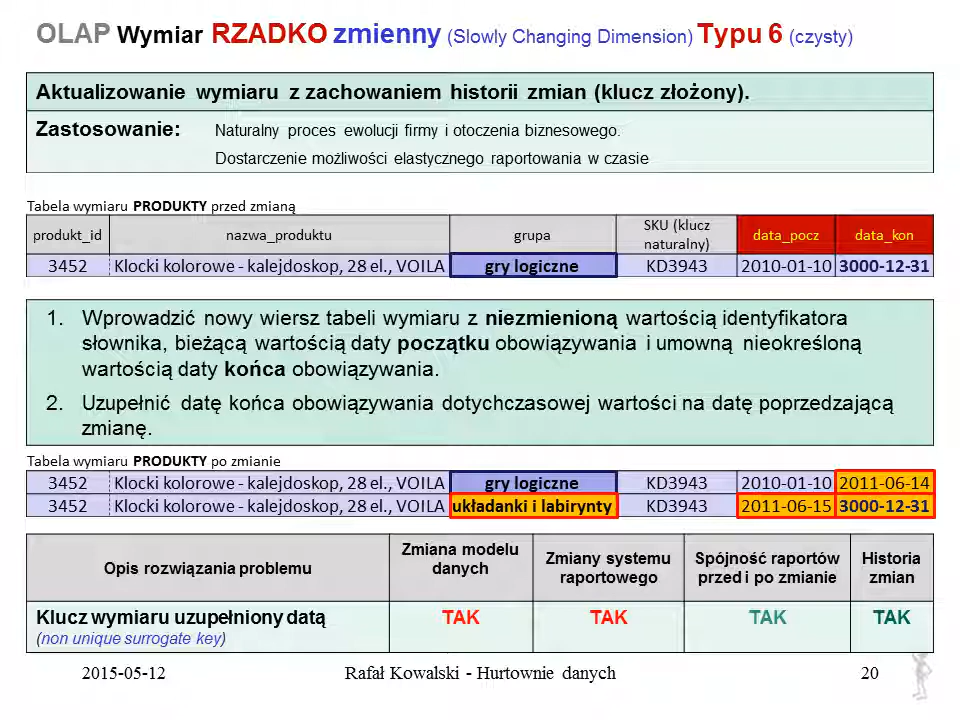 OLAP Wymiar RZADKO zmienny (Slowly Changing Dimension) Typu 6 (czysty)
Aktualizowanie wymiaru z zachowaniem historii zmian (klucz złożony).
Zastosowanie: Naturalny proces ewolucji firmy i otoczenia biznesowego.
Dostarczenie możliwości elastycznego raportowania w czasie
Tabela wymiaru PRODUKTY przed zmianą
produkt_id nazwa_produktu grupa SKU (klucz naturalny) data_pocz data_kon
3452 Klocki kolorowe - kalejdoskop, 28 el., VOILA gry logiczne KD3943 2010-01-10 3000-12-31
1. Wprowadzić nowy wiersz tabeli wymiaru z niezmienioną wartością identyfikatora
słownika, bieżącą wartością daty początku obowiązywania i umowną nieokreśloną
wartością daty końca obowiązywania.
2. Uzupełnić datę końca obowiązywania dotychczasowej wartości na datę poprzedzającą
zmianę.
Tabela wymiaru PRODUKTY po zmianie
3452 Klocki kolorowe - kalejdoskop, 28 el., VOILA gry logiczne KD3943 2010-01-10 2011-06-14
3452 Klocki kolorowe - kalejdoskop, 28 el., VOILA układanki i labirynty KD3943 2011-06-15 3000-12-31
Opis rozwiązania problemu Zmiana modelu danych Zmiany systemu raportowego Spójność raportów przed i po zmianie Historia zmian
Klucz wymiaru uzupełniony datą TAK TAK TAK TAK
(non unique surrogate key)
2015-05-12 Rafał Kowalski - Hurtownie danych 20